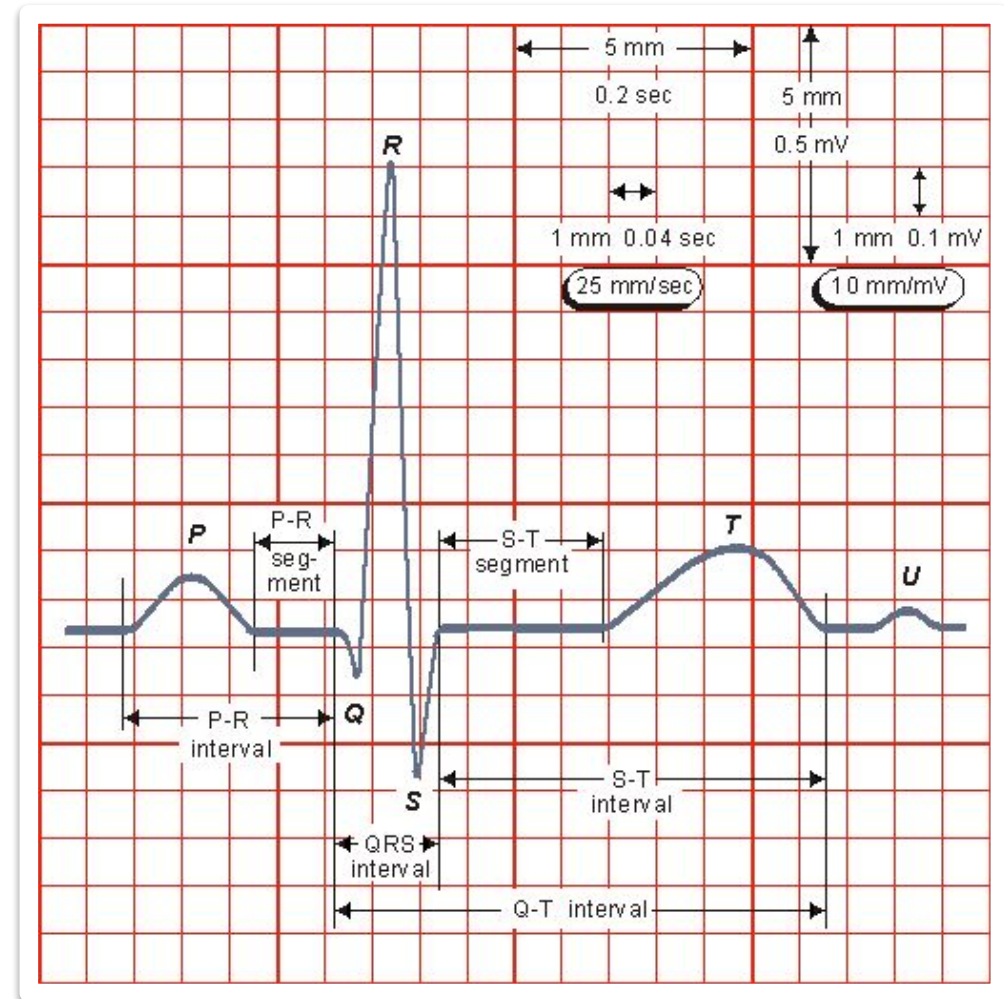 5 mm
0.2 sec
5 mm
0.5 mV
1 mm 0.04 sec
1 mm 0.1 mV
25 mm/sec
10 mm/mV
R
P
P-R
seg-
ment
S-T
segment
T
U
Q
P-R
interval
S
S-T
interval
QRS
interval
Q-T interval